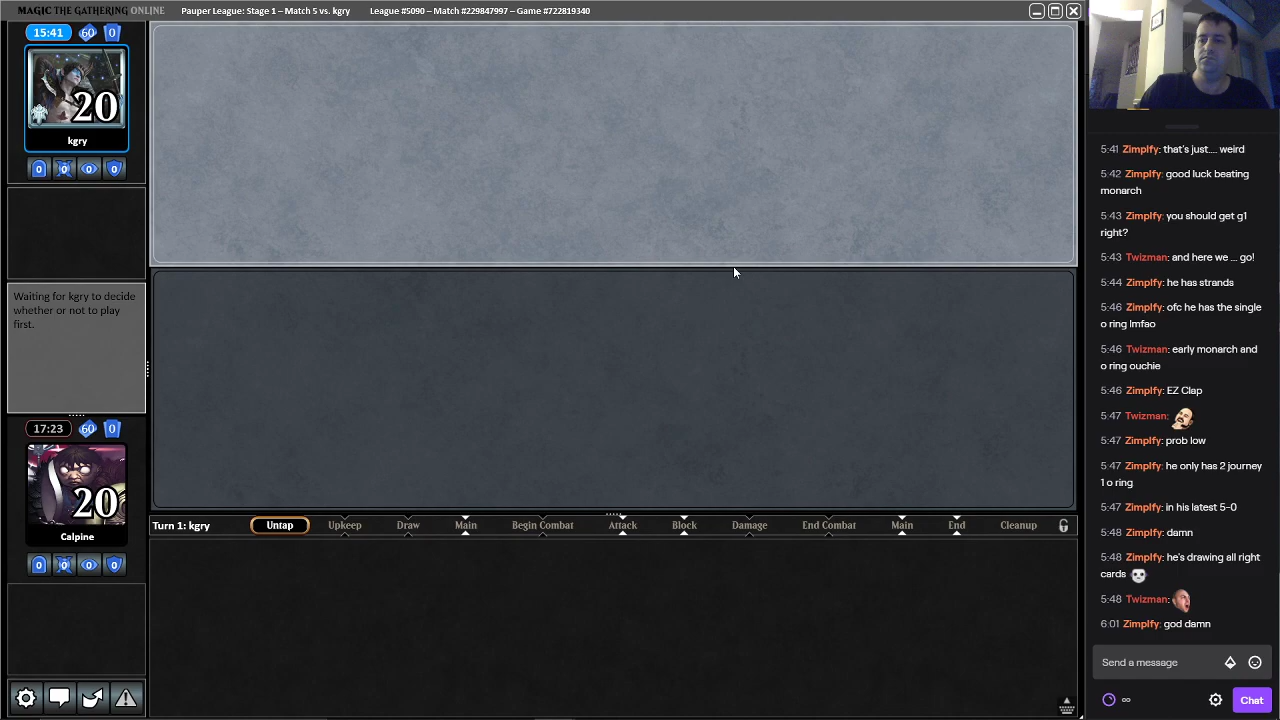 MAGIC THE GATHERING ONLINE Pauper League: Stage 1 – Match 5 vs. kgry League #5090 – Match #229847997 – Game #722819340
15:41 60 0
20
kgry
0 0 0 0
Waiting for kgry to decide
whether or not to play
first.
17:23 60 0
20
Calpine
0 0 0 0
Turn 1: kgry Untap Upkeep Draw Main Begin Combat Attack Block Damage End Combat Main End Cleanup
5:41 Zimplfy: that's just.... weird
5:42 Zimplfy: good luck beating
monarch
5:43 Zimplfy: you should get g1
right?
5:43 Twizman: and here we ... go!
5:44 Zimplfy: he has strands
5:46 Zimplfy: ofc he has the single
o ring lmfao
5:46 Twizman: early monarch and
o ring ouchie
5:46 Zimplfy: EZ Clap
5:47 Twizman:
5:47 Zimplfy: prob low
5:47 Zimplfy: he only has 2 journey
1 o ring
5:47 Zimplfy: in his latest 5-0
5:48 Zimplfy: damn
5:48 Zimplfy: he's drawing all right
cards
5:48 Twizman:
6:01 Zimplfy: god damn
Send a message
∞ Chat